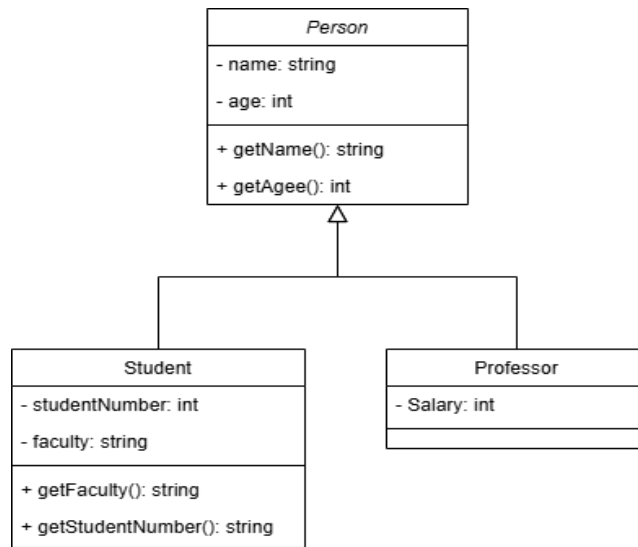 Person
- name: string
- age: int
+ getName(): string
+ getAgee(): int
Student
- studentNumber: int
- faculty: string
+ getFaculty(): string
+ getStudentNumber(): string
Professor
- Salary: int